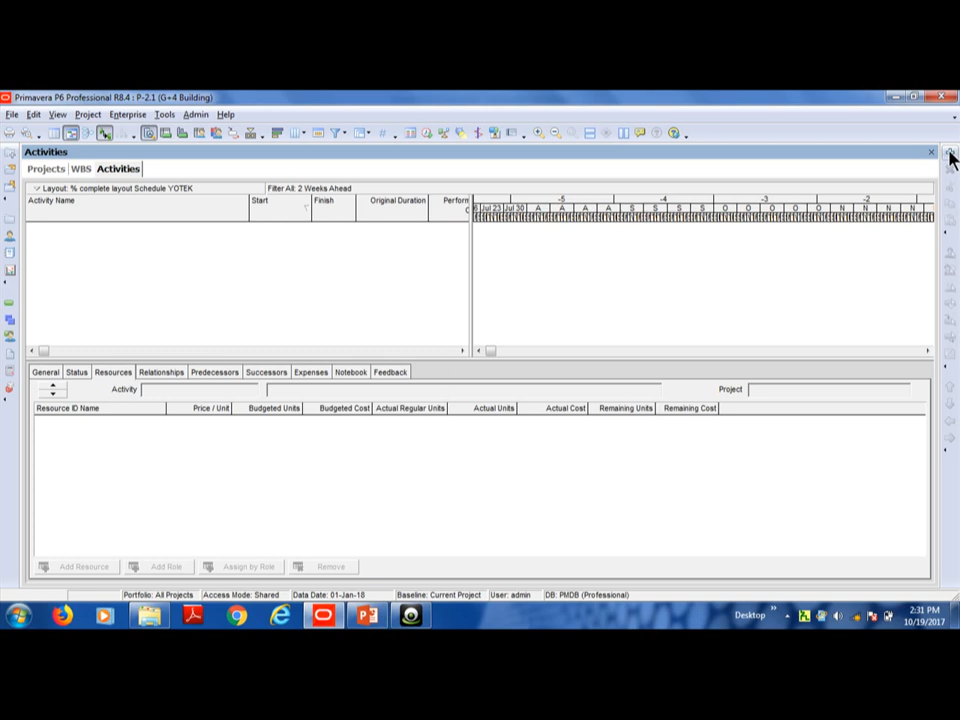 Primavera P6 Professional R8.4 : P-2.1 (G+4 Building)
File Edit View Project Enterprise Tools Admin Help
Activities
Projects WBS Activities
Layout: % complete layout Schedule YOTEK Filter All: 2 Weeks Ahead
Activity Name Start Finish Original Duration Perform
-5 -4 -3 -2
Jul 23 Jul 30 A A A A S S S S O O O O O N N N N
General Status Resources Relationships Predecessors Successors Expenses Notebook Feedback
Activity Project
Resource ID Name Price / Unit Budgeted Units Budgeted Cost Actual Regular Units Actual Units Actual Cost Remaining Units Remaining Cost
Add Resource Add Role Assign by Role Remove
Portfolio: All Projects Access Mode: Shared Data Date: 01-Jan-18 Baseline: Current Project User: admin DB: PMDB (Professional)
Desktop
2:31 PM
10/19/2017